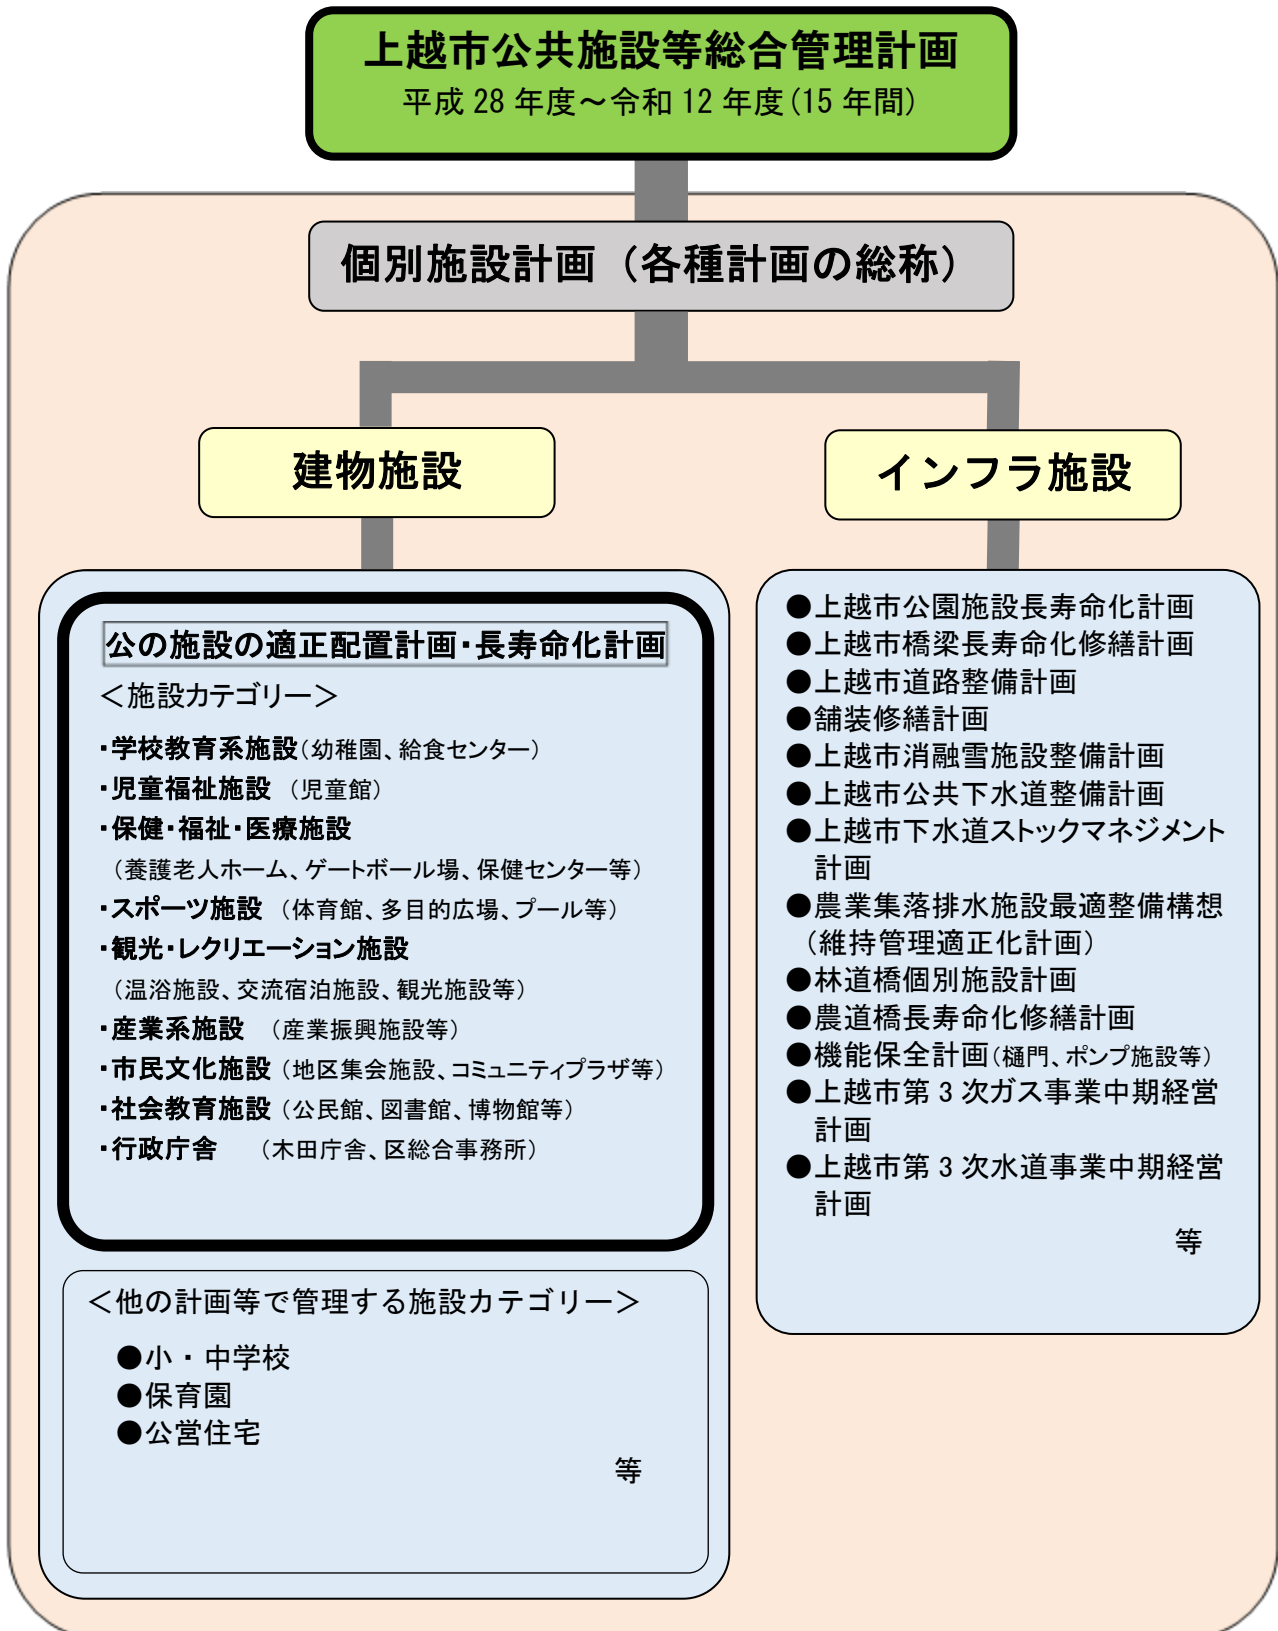 上越市公共施設等総合管理計画
平成 28 年度～令和 12 年度(15 年間)
個別施設計画（各種計画の総称）
建物施設
公の施設の適正配置計画・長寿命化計画
＜施設カテゴリー＞
・学校教育系施設(幼稚園、給食センター)
・児童福祉施設 （児童館）
・保健・福祉・医療施設
（養護老人ホーム、ゲートボール場、保健センター等）
・スポーツ施設 （体育館、多目的広場、プール等）
・観光・レクリエーション施設
（温浴施設、交流宿泊施設、観光施設等）
・産業系施設 （産業振興施設等）
・市民文化施設 （地区集会施設、コミュニティプラザ等）
・社会教育施設 （公民館、図書館、博物館等）
・行政庁舎 （木田庁舎、区総合事務所）
＜他の計画等で管理する施設カテゴリー＞
●小・中学校
●保育園
●公営住宅
等
インフラ施設
●上越市公園施設長寿命化計画
●上越市橋梁長寿命化修繕計画
●上越市道路整備計画
●舗装修繕計画
●上越市消融雪施設整備計画
●上越市公共下水道整備計画
●上越市下水道ストックマネジメント
計画
●農業集落排水施設最適整備構想
（維持管理適正化計画）
●林道橋個別施設計画
●農道橋長寿命化修繕計画
●機能保全計画(樋門、ポンプ施設等)
●上越市第 3 次ガス事業中期経営
計画
●上越市第 3 次水道事業中期経営
計画
等